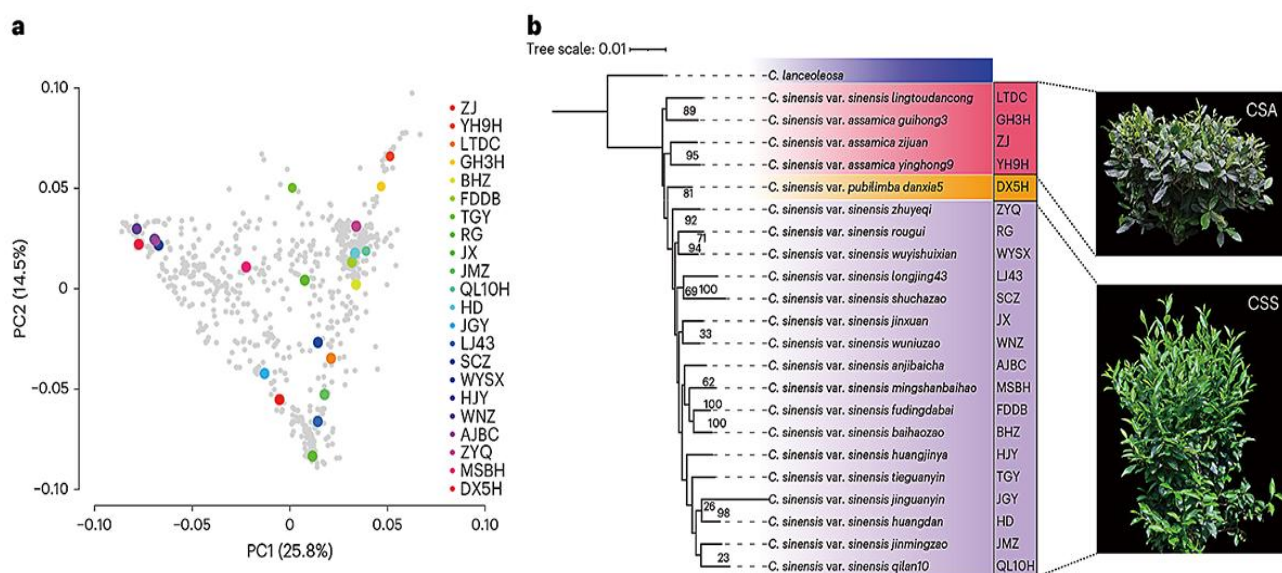 a
0.10
0.05
0
−0.05
−0.10
−0.10
−0.05
0
0.05
0.10
PC2 (14.5%)
PC1 (25.8%)
ZJ
YH9H
LTDC
GH3H
BHZ
FDDB
TGY
RG
JX
JMZ
QL10H
HD
JGY
LJ43
SCZ
WYSX
HJY
WNZ
AJBC
ZYQ
MSBH
DX5H
b
Tree scale: 0.01
C. lanceoleosa
C. sinensis var. sinensis lingtoudancong LTDC
89
C. sinensis var. assamica guihong3 GH3H
C. sinensis var. assamica zijuan ZJ
95
C. sinensis var. assamica yinghong9 YH9H
81
C. sinensis var. pubilimba danxia5 DX5H
92
C. sinensis var. sinensis zhuyeqi ZYQ
71
C. sinensis var. sinensis rougui RG
94
C. sinensis var. sinensis wuyishuixian WYSX
C. sinensis var. sinensis longjing43 LJ43
69 100
C. sinensis var. sinensis shuchazao SCZ
C. sinensis var. sinensis jinxuan JX
33
C. sinensis var. sinensis wuniuzao WNZ
C. sinensis var. sinensis anjibaicha AJBC
62
C. sinensis var. sinensis mingshanbaihao MSBH
100
C. sinensis var. sinensis fudingdabai FDDB
100
C. sinensis var. sinensis baihaozao BHZ
C. sinensis var. sinensis huangjinya HJY
C. sinensis var. sinensis tieguanyin TGY
C. sinensis var. sinensis jinguanyin JGY
26 98
C. sinensis var. sinensis huangdan HD
C. sinensis var. sinensis jinmingzao JMZ
23
C. sinensis var. sinensis qilan10 QL10H
CSA
CSS